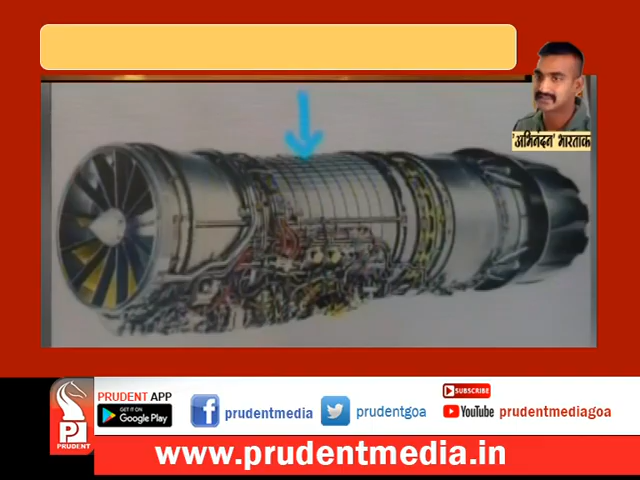 'अभिनंदन' भारताक
PRUDENT APP
GET IT ON
Google Play
PRUDENT
prudentmedia
prudentgoa
SUBSCRIBE
YouTube prudentmediagoa
www.prudentmedia.in